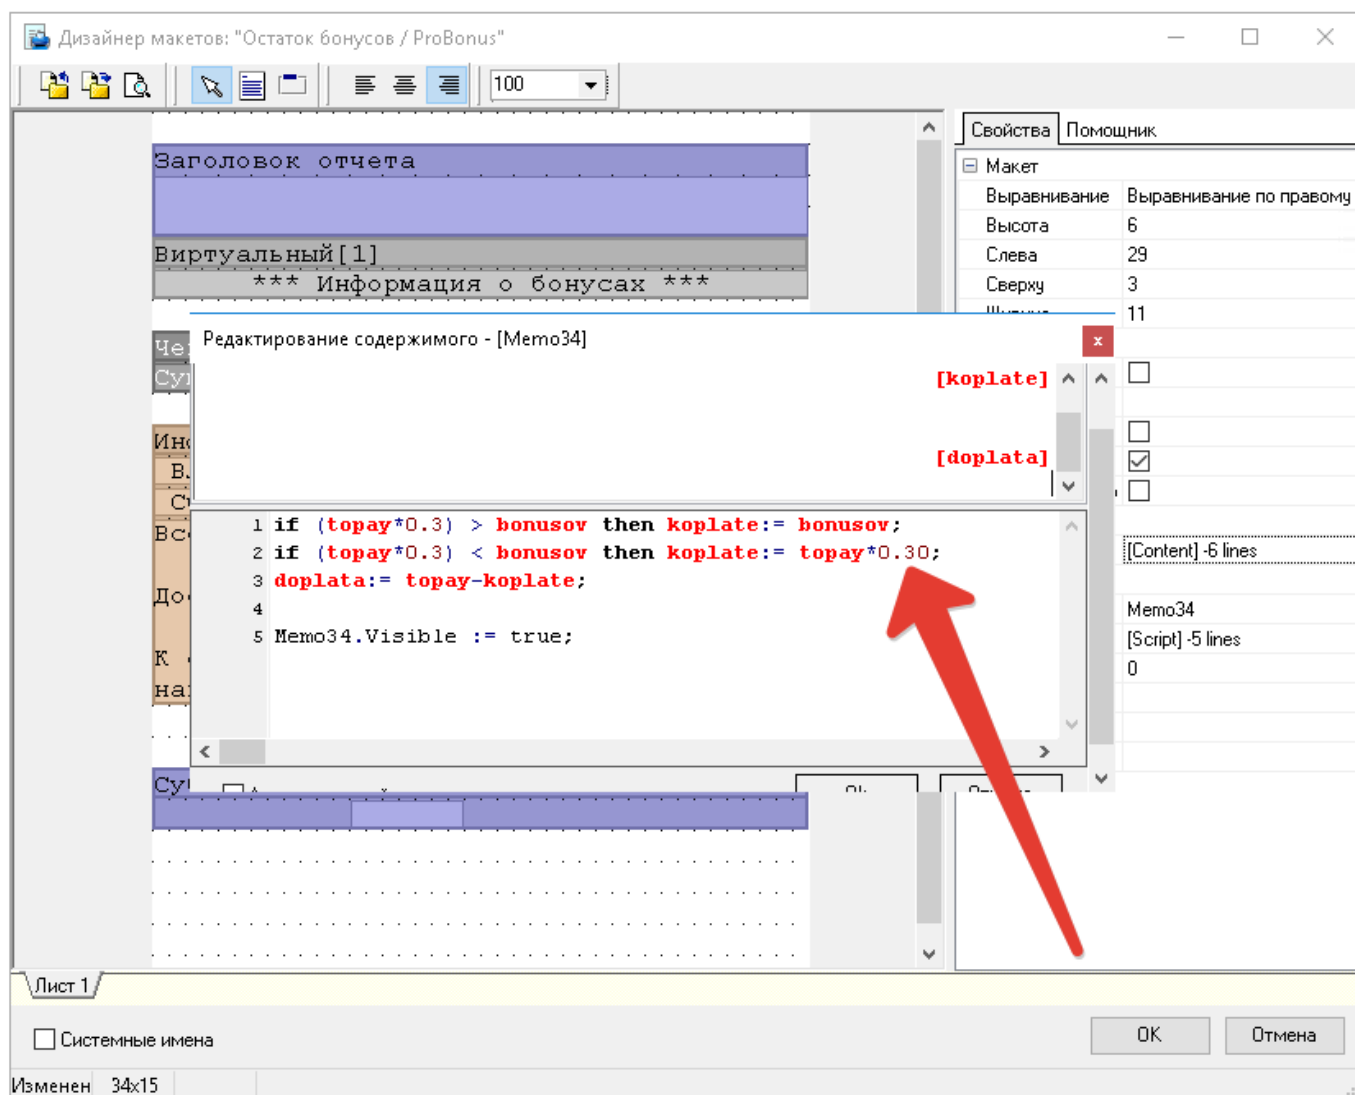 Дизайнер макетов: "Остаток бонусов / ProBonus"
100
Свойства Помощник
Заголовок отчета
Макет
Выравнивание Выравнивание по правому
Высота 6
Виртуальный[1]
Слева 29
*** Информация о бонусах ***
Сверху 3
11
Редактирование содержимого - [Memo34]
x
[koplate]
[doplata]
1 if (topay*0.3) > bonusov then koplate:= bonusov;
2 if (topay*0.3) < bonusov then koplate:= topay*0.30;
[Content] -6 lines
3 doplata:= topay-koplate;
4
Memo34
5 Memo34.Visible := true;
[Script] -5 lines
К
0
Лист 1
Системные имена
OK Отмена
Изменен 34x15